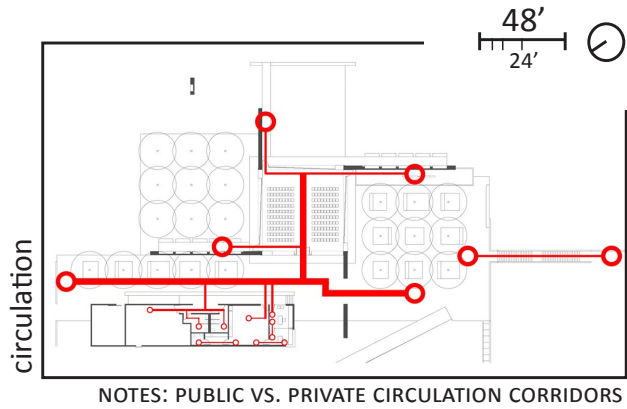 48’
24’
circulation
NOTES: PUBLIC VS. PRIVATE CIRCULATION CORRIDORS